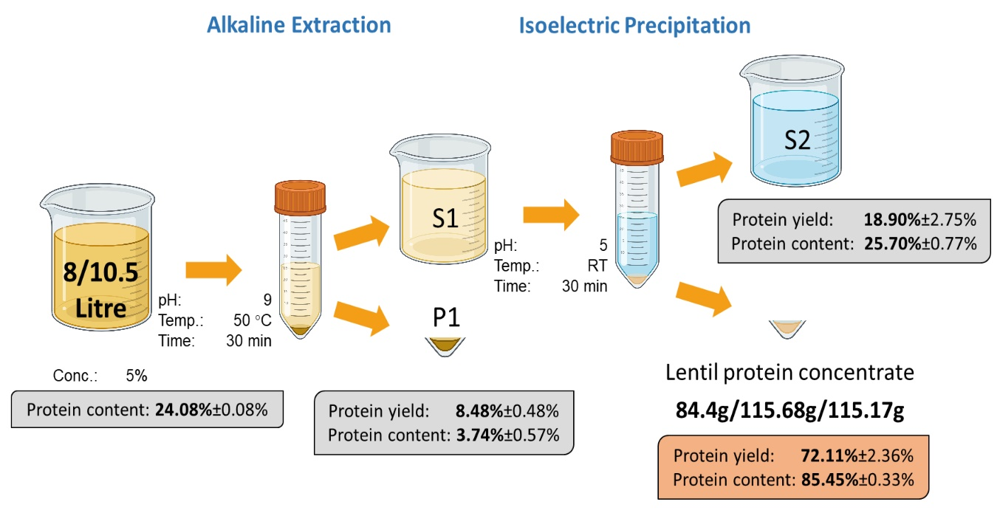 Alkaline Extraction
Isoelectric Precipitation
8/10.5
Litre
pH: 9
Temp.: 50 °C
Time: 30 min
Conc.: 5%
Protein content: 24.08%±0.08%
S1
P1
Protein yield: 8.48%±0.48%
Protein content: 3.74%±0.57%
pH: 5
Temp.: RT
Time: 30 min
S2
Protein yield: 18.90%±2.75%
Protein content: 25.70%±0.77%
Lentil protein concentrate
84.4g/115.68g/115.17g
Protein yield: 72.11%±2.36%
Protein content: 85.45%±0.33%